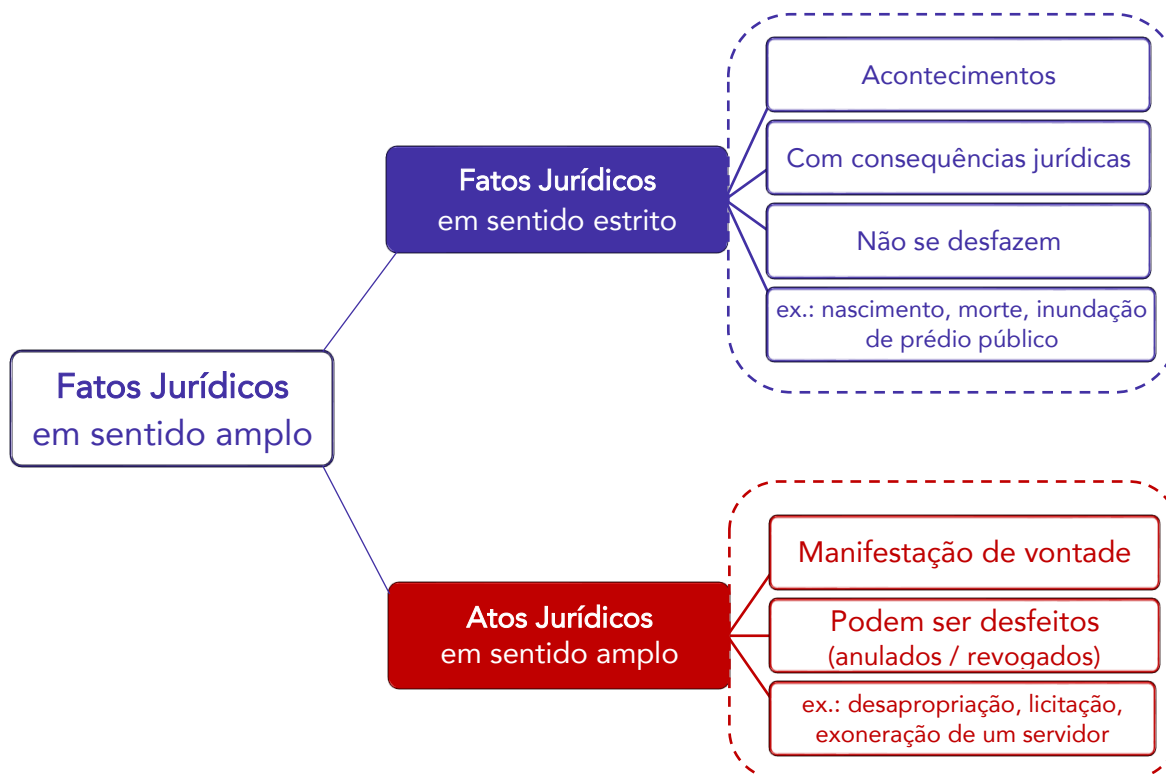 Acontecimentos
Com consequências jurídicas
Fatos Jurídicos
em sentido estrito
Não se desfazem
ex.: nascimento, morte, inundação
de prédio público
Fatos Jurídicos
em sentido amplo
Manifestação de vontade
Atos Jurídicos
em sentido amplo
Podem ser desfeitos
(anulados / revogados)
ex.: desapropriação, licitação,
exoneração de um servidor